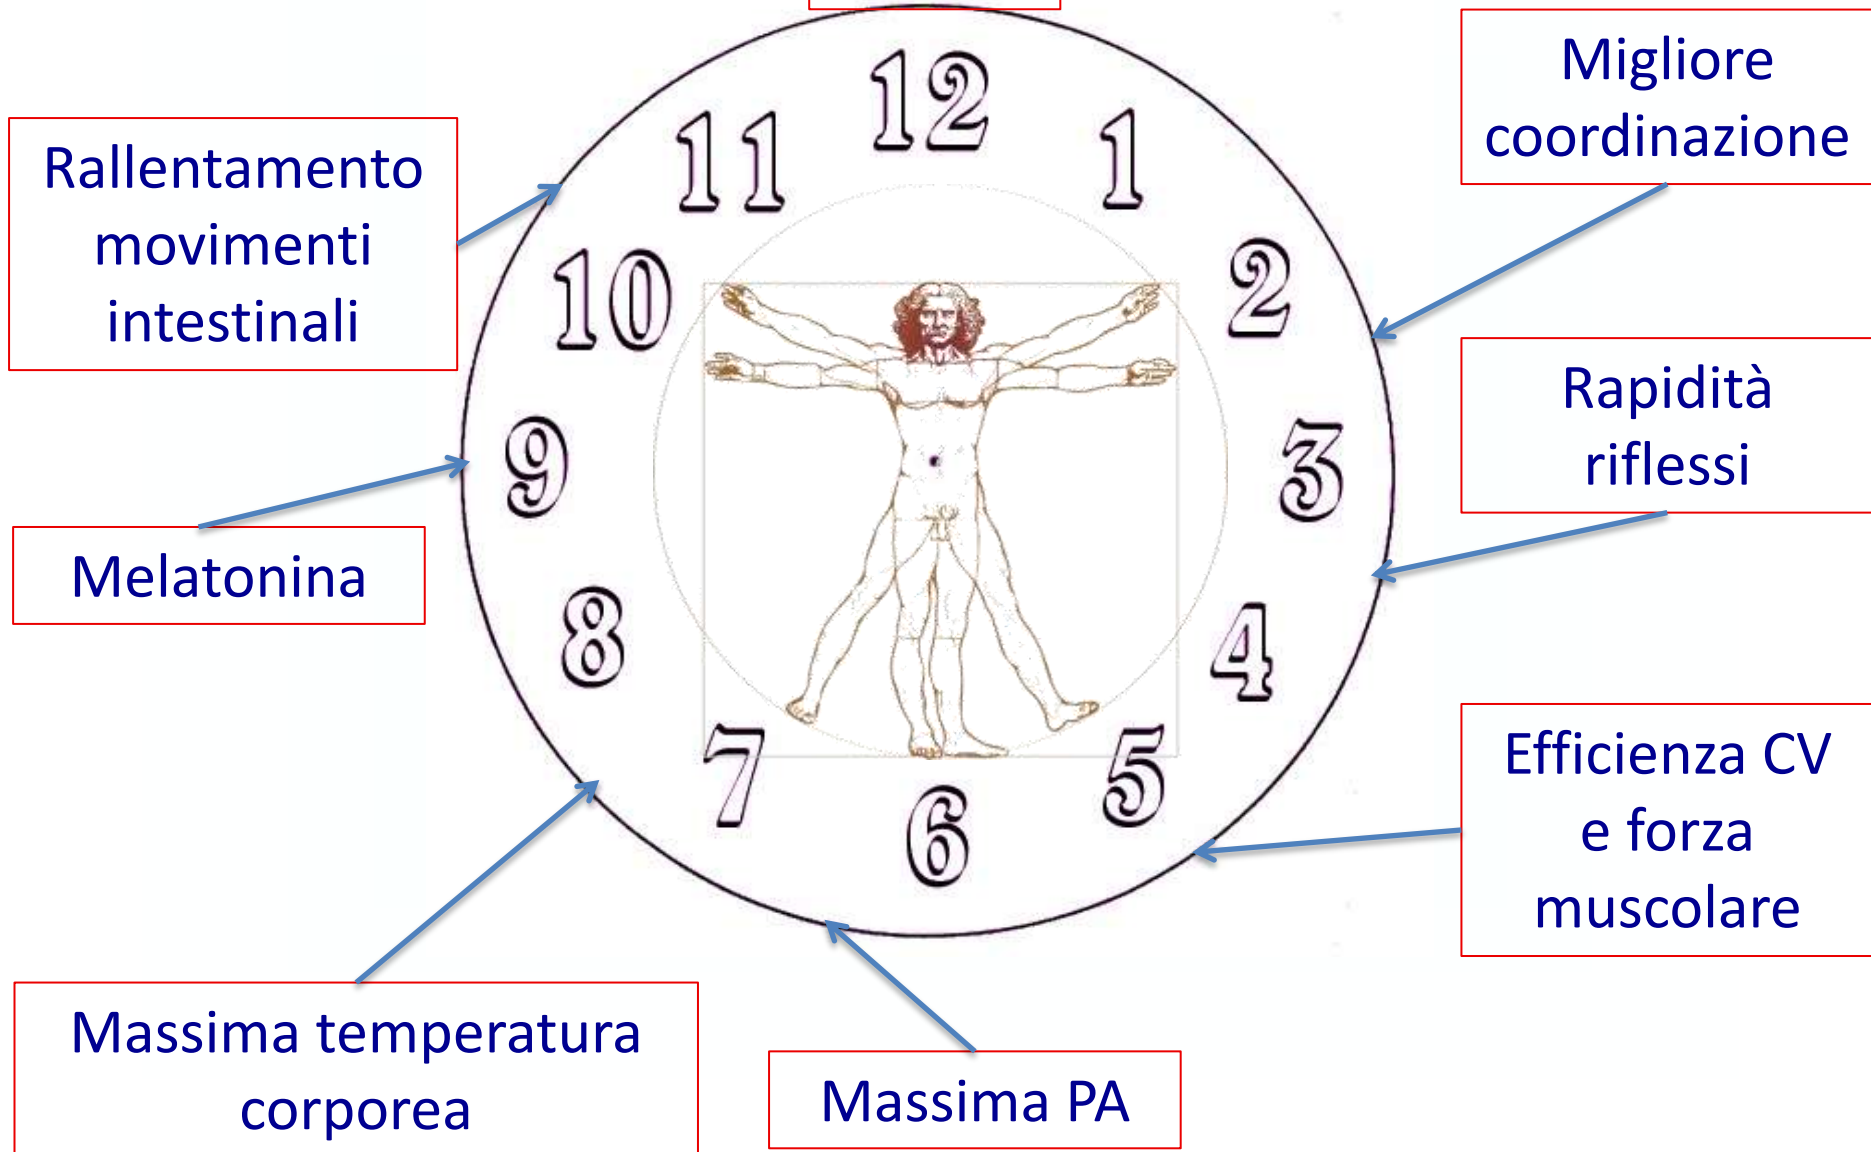 12
11
1
10
2
9
3
8
4
7
5
6
Migliore
coordinazione
Rallentamento
movimenti
intestinali
Rapidità
riflessi
Melatonina
Efficienza CV
e forza
muscolare
Massima temperatura
corporea
Massima PA